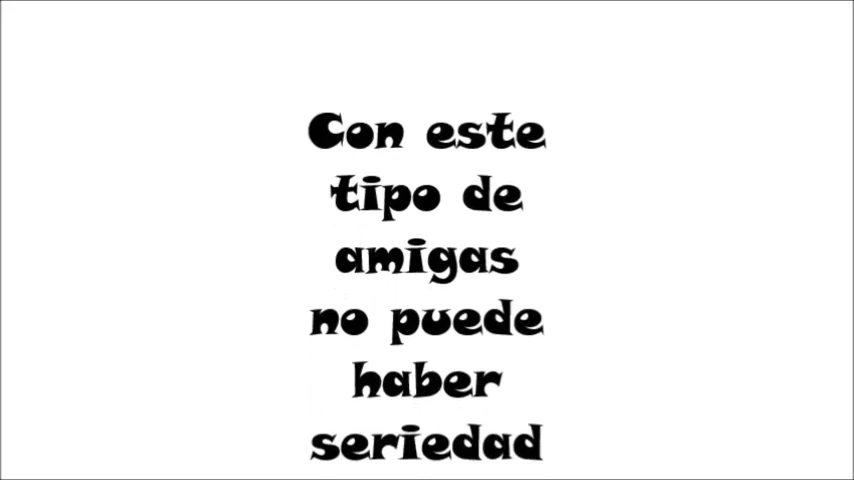 Con este
tipo de
amigas
no puede
haber
seriedad